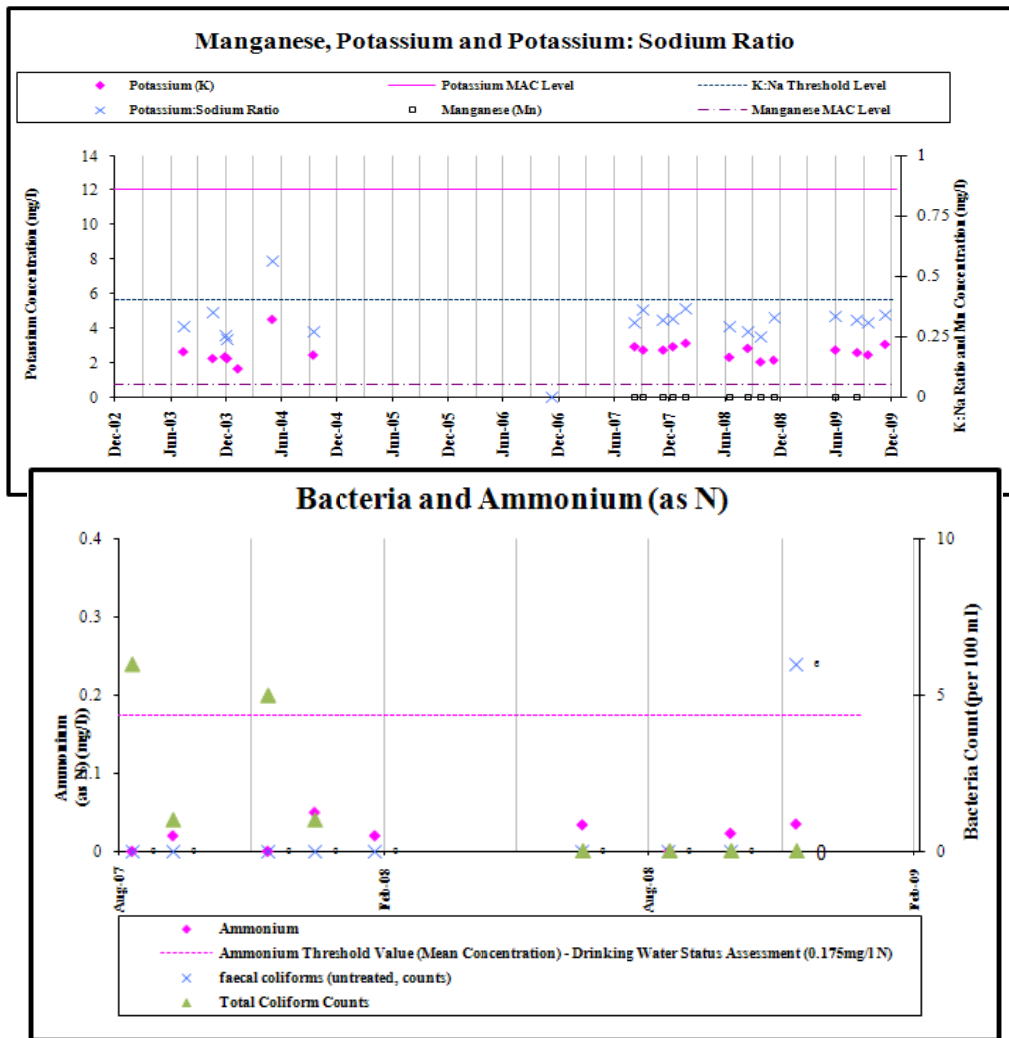 Manganese, Potassium and Potassium: Sodium Ratio
Potassium (K)
Potassium MAC Level
K:Na Threshold Level
Potassium:Sodium Ratio
Manganese (Mn)
Manganese MAC Level
Potassium Concentration (mg/l)
14
12
10
8
6
4
2
0
1
0.75
0.5
0.25
0
K:Na Ratio and Mn Concentration (mg/l)
Dec-02
Jun-03
Dec-03
Jun-04
Dec-04
Jun-05
Dec-05
Jun-06
Dec-06
Jun-07
Dec-07
Jun-08
Dec-08
Jun-09
Dec-09
Bacteria and Ammonium (as N)
Ammonium
(as N) (mg/l))
0.4
0.3
0.2
0.1
0
10
5
0
Bacteria Count (per 100 ml)
Aug-07
Feb-08
Aug-08
Feb-09
Ammonium
Ammonium Threshold Value (Mean Concentration) - Drinking Water Status Assessment (0.175mg/l N)
faecal coliforms (untreated, counts)
Total Coliform Counts